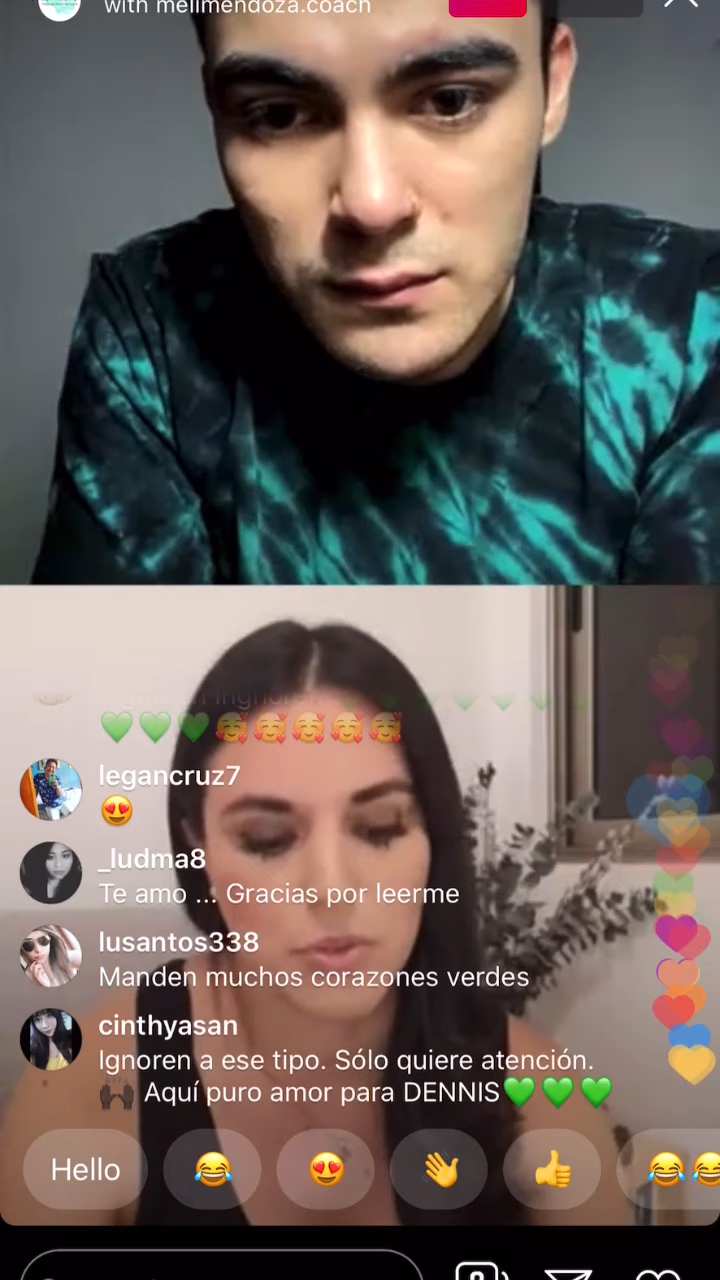 with melimendoza.coach
💚💚💚🥰🥰🥰🥰🥰
legancruz7
😍
_ludma8
Te amo ... Gracias por leerme
lusantos338
Manden muchos corazones verdes
cinthyasan
Ignoren a ese tipo. Sólo quiere atención.
🙌🏿 Aquí puro amor para DENNIS💚💚💚
Hello 😂 😍 👋 👍 😂😂